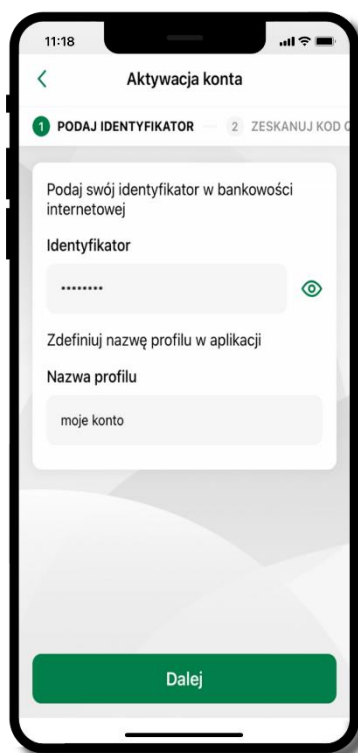 11:18
Aktywacja konta
1 PODAJ IDENTYFIKATOR 2 ZESKANUJ KOD
Podaj swój identyfikator w bankowości
internetowej
Identyfikator
••••••••
Zdefiniuj nazwę profilu w aplikacji
Nazwa profilu
moje konto
Dalej